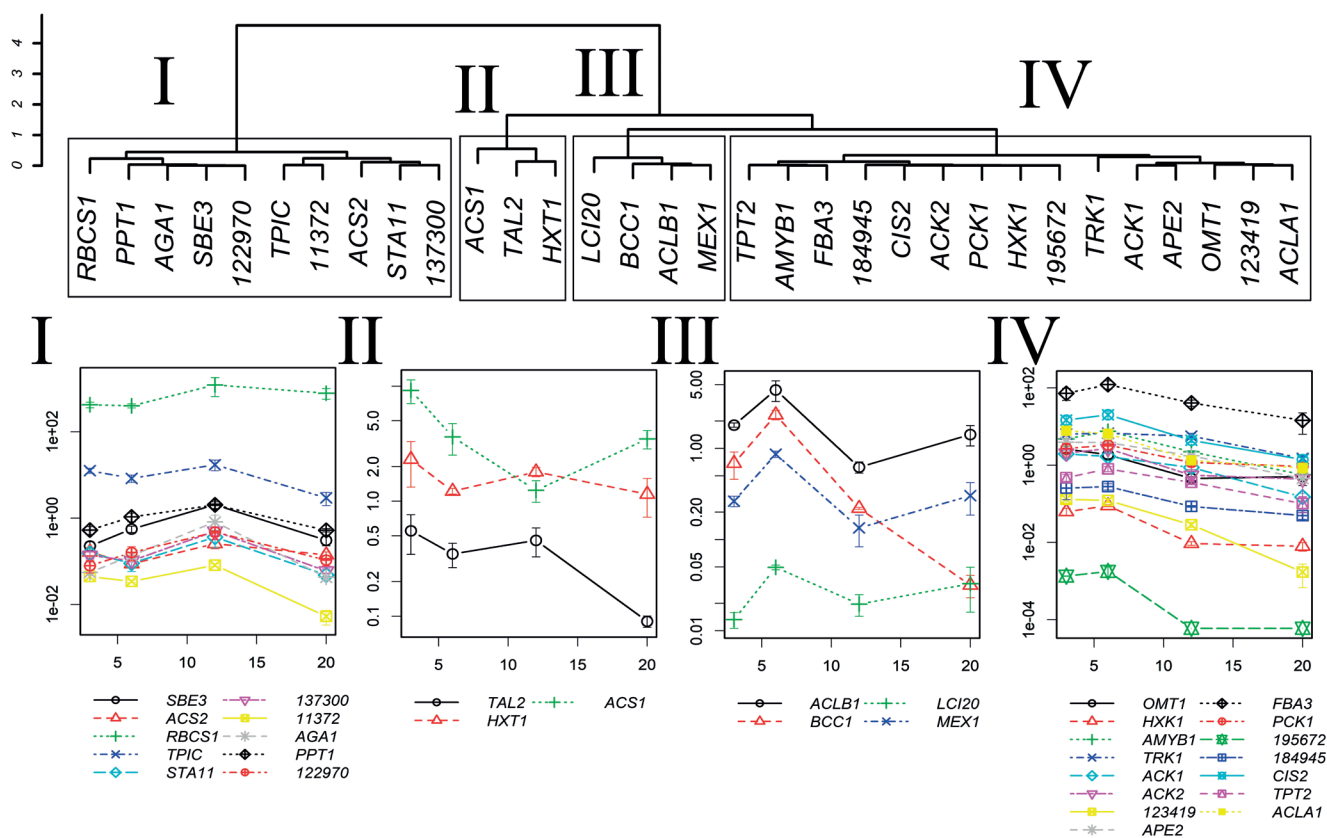 I
II
III
IV
4
3
2
1
0
RBCS1
PPT1
AGA1
SBE3
122970
TPIC
11372
ACS2
STA11
137300
ACS1
TAL2
HXT1
LCI20
BCC1
ACLB1
MEX1
TPT2
AMYB1
FBA3
184945
CIS2
ACK2
PCK1
HXK1
195672
TRK1
ACK1
APE2
OMT1
123419
ACLA1
I
1e+02
1e+00
1e-02
5 10 15 20
SBE3 137300
ACS2 11372
RBCS1 AGA1
TPIC PPT1
STA11 122970
II
5.0
2.0
1.0
0.5
0.2
0.1
5 10 15 20
TAL2 ACS1
HXT1
III
5.00
1.00
0.20
0.05
0.01
5 10 15 20
ACLB1 LCI20
BCC1 MEX1
IV
1e+02
1e+00
1e-02
1e-04
5 10 15 20
OMT1 FBA3
HXK1 PCK1
AMYB1 195672
TRK1 184945
ACK1 CIS2
ACK2 TPT2
123419 ACLA1
APE2